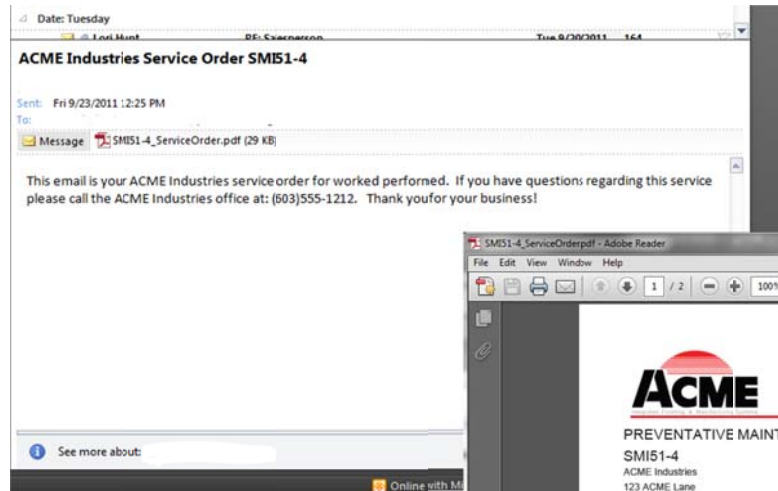 Date: Tuesday
Lori Hunt RE: Salesperson Tue 9/20/2011 164
ACME Industries Service Order SMI51-4
Sent: Fri 9/23/2011 12:25 PM
To:
Message SMI51-4_ServiceOrder.pdf (29 KB)
This email is your ACME Industries service order for worked performed. If you have questions regarding this service
please call the ACME Industries office at: (603)555-1212. Thank youfor your business!
SMI51-4_ServiceOrderpdf - Adobe Reader
File Edit View Window Help
1 / 2 100%
ACME
PREVENTATIVE MAINT
SMI51-4
ACME Industries
123 ACME Lane
See more about:
Online with Mi